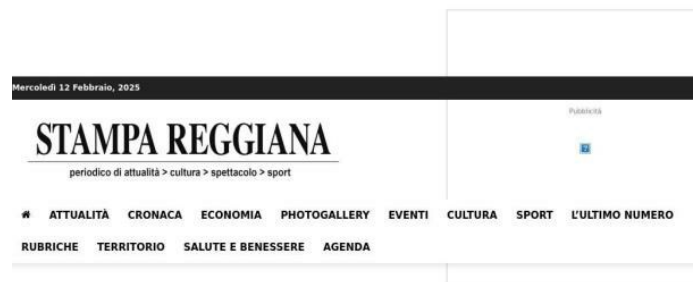 Mercoledì 12 Febbraio, 2025
Pubblicità
STAMPA REGGIANA
periodico di attualità > cultura > spettacolo > sport
ATTUALITÀ CRONACA ECONOMIA PHOTOGALLERY EVENTI CULTURA SPORT L'ULTIMO NUMERO
RUBRICHE TERRITORIO SALUTE E BENESSERE AGENDA